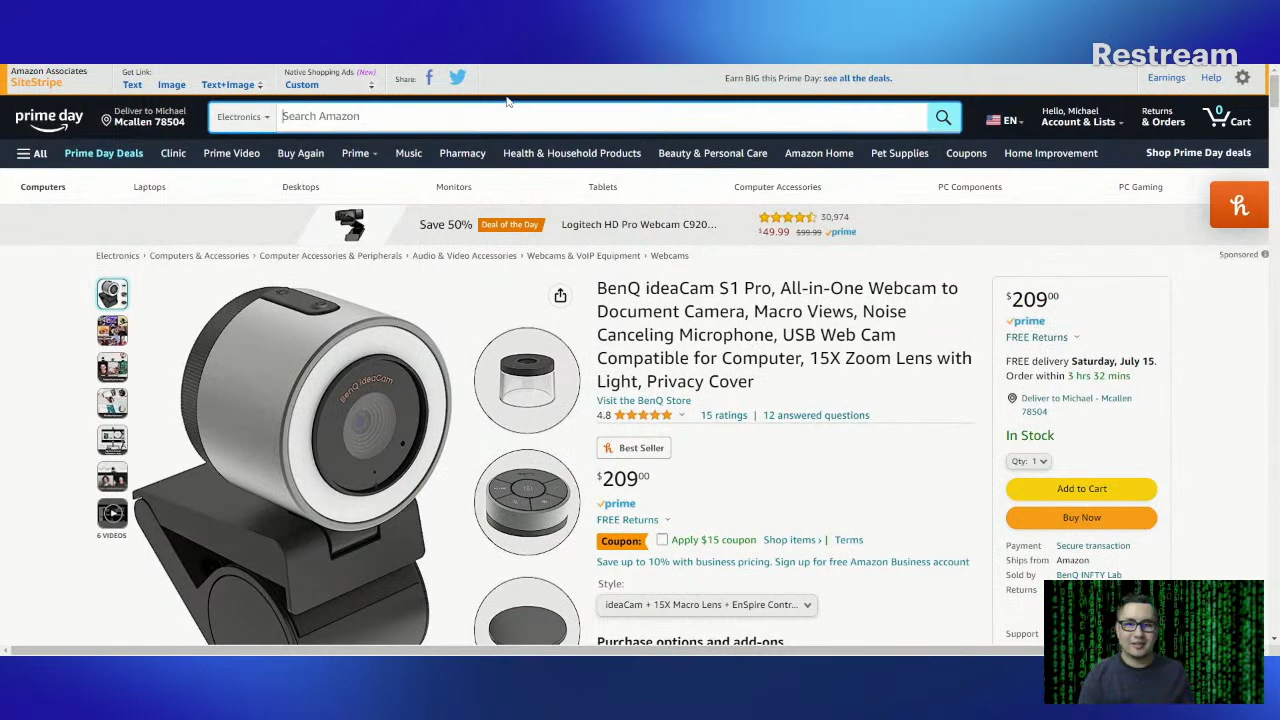 Restream
Amazon Associates
SiteStripe
Get Link:
Text Image Text+Image
Native Shopping Ads (New)
Custom
Share:
Earn BIG this Prime Day: see all the deals.
Earnings Help
prime day
Deliver to Michael
Mcallen 78504
Electronics
Search Amazon
EN
Hello, Michael
Account & Lists
Returns
& Orders
0
Cart
All Prime Day Deals Clinic Prime Video Buy Again Prime Music Pharmacy Health & Household Products Beauty & Personal Care Amazon Home Pet Supplies Coupons Home Improvement Shop Prime Day deals
Computers Laptops Desktops Monitors Tablets Computer Accessories PC Components PC Gaming
Save 50% Deal of the Day Logitech HD Pro Webcam C920...
30,974
$49.99 $99.99 prime
Electronics › Computers & Accessories › Computer Accessories & Peripherals › Audio & Video Accessories › Webcams & VoIP Equipment › Webcams
Sponsored
BenQ ideaCam
6 VIDEOS
BenQ ideaCam S1 Pro, All-in-One Webcam to
Document Camera, Macro Views, Noise
Canceling Microphone, USB Web Cam
Compatible for Computer, 15X Zoom Lens with
Light, Privacy Cover
Visit the BenQ Store
4.8 15 ratings | 12 answered questions
Best Seller
$209 00
prime
FREE Returns
Coupon: Apply $15 coupon Shop items › | Terms
Save up to 10% with business pricing. Sign up for free Amazon Business account
Style:
ideaCam + 15X Macro Lens + EnSpire Contr...
Purchase options and add-ons
$209 00
prime
FREE Returns
FREE delivery Saturday, July 15.
Order within 3 hrs 32 mins
Deliver to Michael - Mcallen
78504
In Stock
Qty: 1
Add to Cart
Buy Now
Payment Secure transaction
Ships from Amazon
Sold by BenQ INFTY Lab
Returns
Support